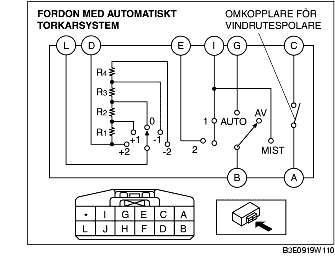 FORDON MED AUTOMATISKT
TORKARSYSTEM
OMKOPPLARE FÖR
VINDRUTESPOLARE
L D E I G C
R4
R3
R2
R1
0
+1 -1
+2 -2
1
2
AUTO AV
MIST
B A
* I G E C A
L J H F D B
B3E0919W110